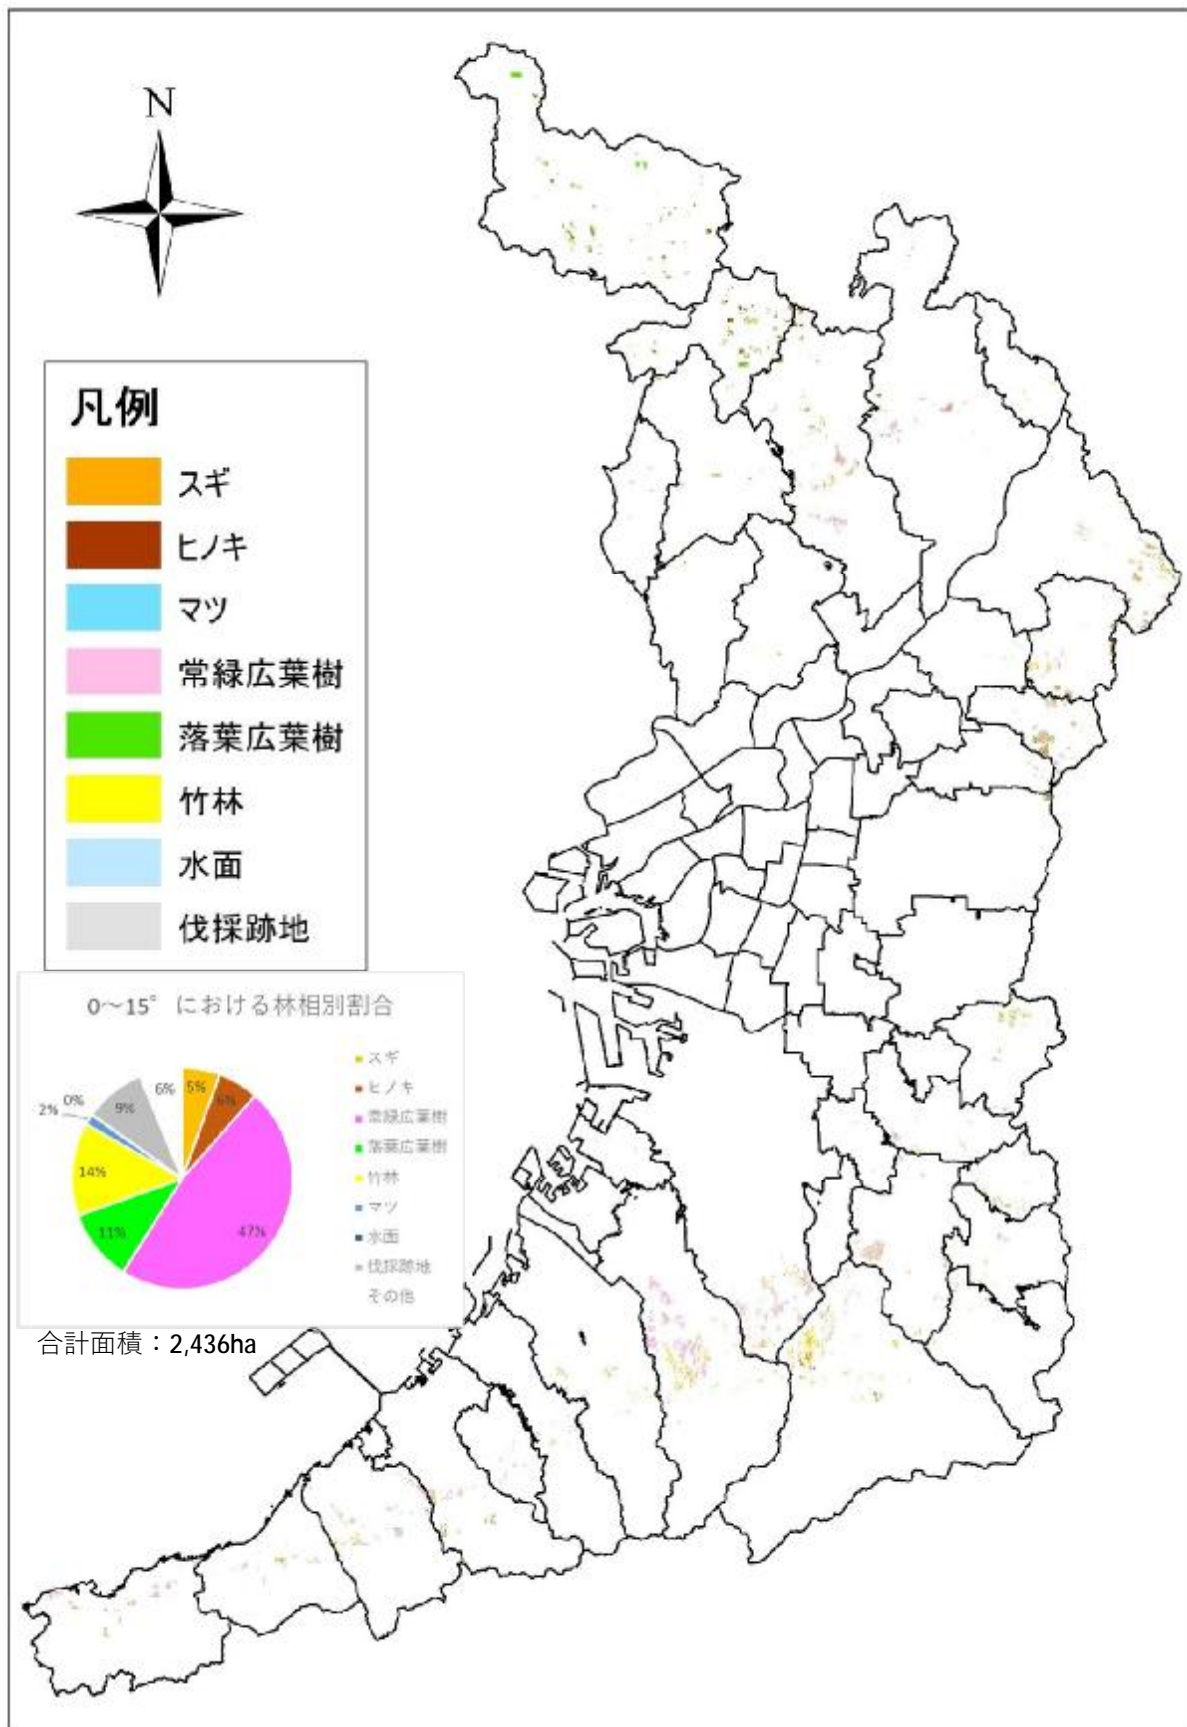 N
凡例
スギ
ヒノキ
マツ
常緑広葉樹
落葉広葉樹
竹林
水面
伐採跡地
0～15° における林相別割合
5%
6%
47%
11%
14%
2%
0%
9%
6%
スギ
ヒノキ
常緑広葉樹
落葉広葉樹
竹林
マツ
水面
伐採跡地
その他
合計面積：2,436ha